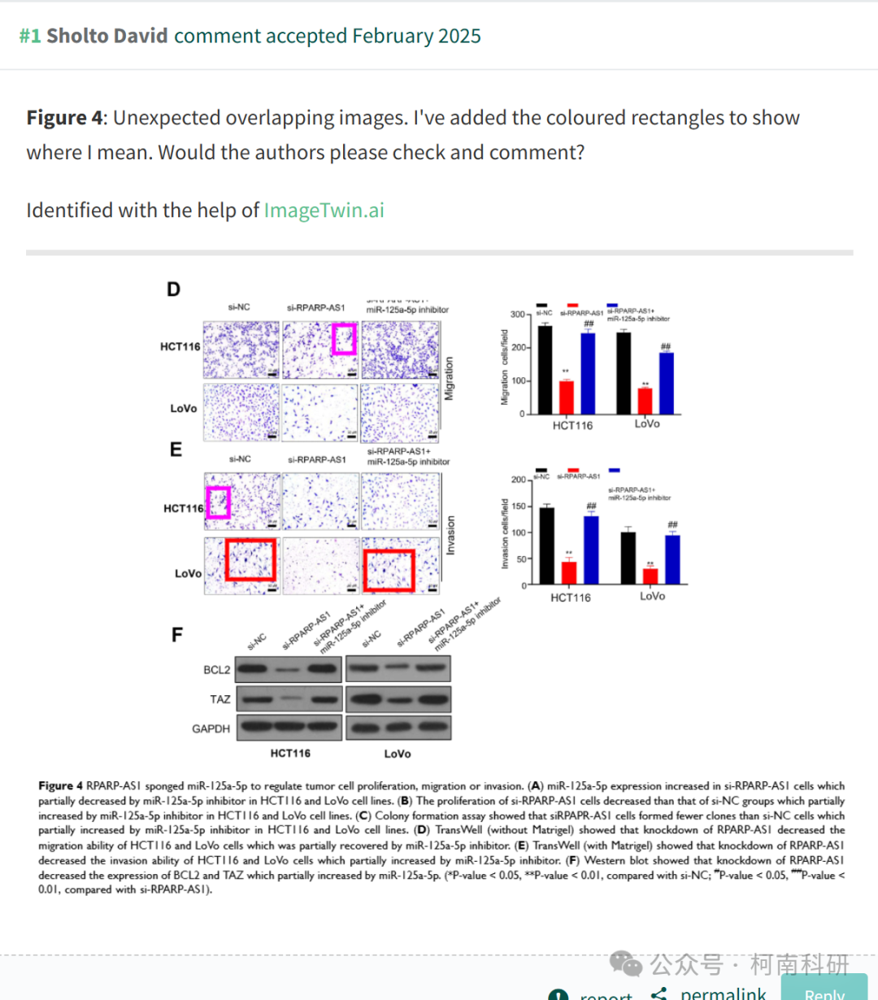 #1 Sholto David comment accepted February 2025
Figure 4: Unexpected overlapping images. I've added the coloured rectangles to show
where I mean. Would the authors please check and comment?
Identified with the help of ImageTwin.ai
D
si-NC
si-RPARP-AS1
miR-125a-5p inhibitor
HCT116
LoVo
Migration
300
200
100
0
Migration cells/field
si-NC
si-RPARP-AS1
si-RPARP-AS1+
miR-125a-5p inhibitor
**
##
**
##
HCT116
LoVo
E
si-NC
si-RPARP-AS1
si-RPARP-AS1+
miR-125a-5p inhibitor
HCT116
LoVo
Invasion
200
150
100
50
0
Invasion cells/field
si-NC
si-RPARP-AS1
si-RPARP-AS1+
miR-125a-5p inhibitor
**
##
**
##
HCT116
LoVo
F
si-NC
si-RPARP-AS1
si-RPARP-AS1+
miR-125a-5p inhibitor
si-NC
si-RPARP-AS1
si-RPARP-AS1+
miR-125a-5p inhibitor
BCL2
TAZ
GAPDH
HCT116
LoVo
Figure 4 RPARP-AS1 sponged miR-125a-5p to regulate tumor cell proliferation, migration or invasion. (A) miR-125a-5p expression increased in si-RPARP-AS1 cells which
partially decreased by miR-125a-5p inhibitor in HCT116 and LoVo cell lines. (B) The proliferation of si-RPARP-AS1 cells decreased than that of si-NC groups which partially
increased by miR-125a-5p inhibitor in HCT116 and LoVo cell lines. (C) Colony formation assay showed that siRPAPR-AS1 cells formed fewer clones than si-NC cells which
partially increased by miR-125a-5p inhibitor in HCT116 and LoVo cell lines. (D) TransWell (without Matrigel) showed that knockdown of RPARP-AS1 decreased the
migration ability of HCT116 and LoVo cells which was partially recovered by miR-125a-5p inhibitor. (E) TransWell (with Matrigel) showed that knockdown of RPARP-AS1
decreased the invasion ability of HCT116 and LoVo cells which partially increased by miR-125a-5p inhibitor. (F) Western blot showed that knockdown of RPARP-AS1
decreased the expression of BCL2 and TAZ which partially increased by miR-125a-5p. (*P-value < 0.05, **P-value < 0.01, compared with si-NC; #P-value < 0.05, ##P-value <
0.01, compared with si-RPARP-AS1).
公众号 · 柯南科研
report
permalink
Reply